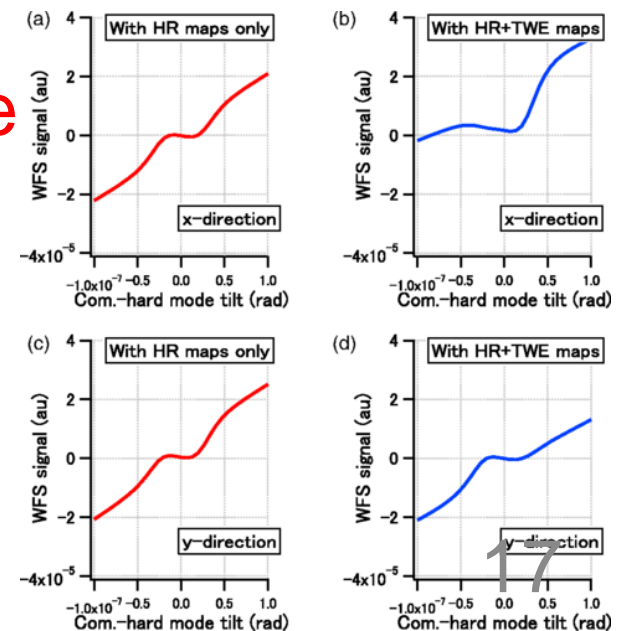 e
(a)
With HR maps only
4
2
0
-2
-4x10⁻⁵
WFS signal (au)
x-direction
-1.0x10⁻⁷ -0.5 0.0 0.5 1.0
Com.-hard mode tilt (rad)
(b)
With HR+TWE maps
4
2
0
-2
-4x10⁻⁵
WFS signal (au)
x-direction
-1.0x10⁻⁷ -0.5 0.0 0.5 1.0
Com.-hard mode tilt (rad)
(c)
With HR maps only
4
2
0
-2
-4x10⁻⁵
WFS signal (au)
y-direction
-1.0x10⁻⁷ -0.5 0.0 0.5 1.0
Com.-hard mode tilt (rad)
(d)
With HR+TWE maps
4
2
0
-2
-4x10⁻⁵
WFS signal (au)
y-direction
17
-1.0x10⁻⁷ -0.5 0.0 0.5 1.0
Com.-hard mode tilt (rad)